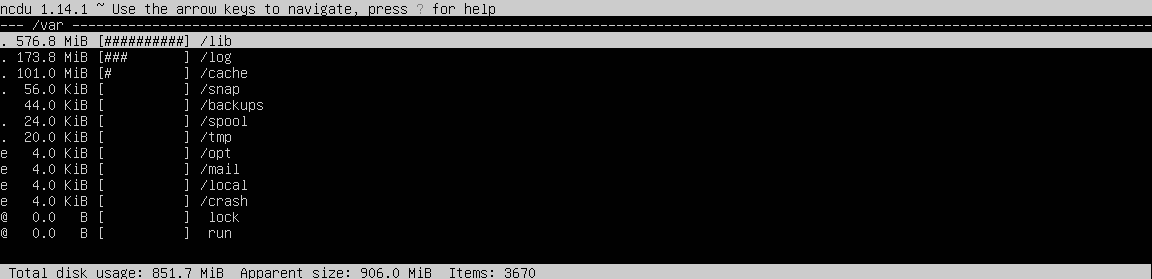 ncdu 1.14.1 ~ Use the arrow keys to navigate, press ? for help
--- /var -----------------------------------------------------------------------------------------------------------------------------------------
. 576.8 MiB [##########] /lib
. 173.8 MiB [###       ] /log
. 101.0 MiB [#         ] /cache
.  56.0 KiB [          ] /snap
   44.0 KiB [          ] /backups
.  24.0 KiB [          ] /spool
.  20.0 KiB [          ] /tmp
e   4.0 KiB [          ] /opt
e   4.0 KiB [          ] /mail
e   4.0 KiB [          ] /local
e   4.0 KiB [          ] /crash
@   0.0   B [          ]  lock
@   0.0   B [          ]  run
Total disk usage: 851.7 MiB  Apparent size: 906.0 MiB  Items: 3670